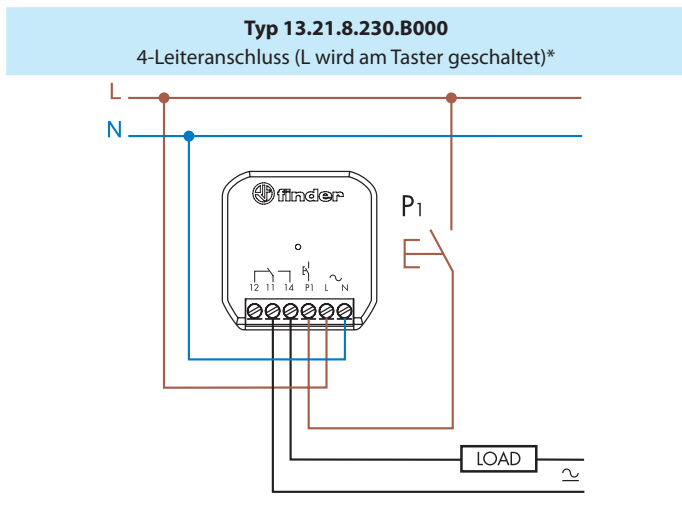 Typ 13.21.8.230.B000
4-Leiteranschluss (L wird am Taster geschaltet)*
L
N
finder
P1
12 11 14 P1 L N
LOAD